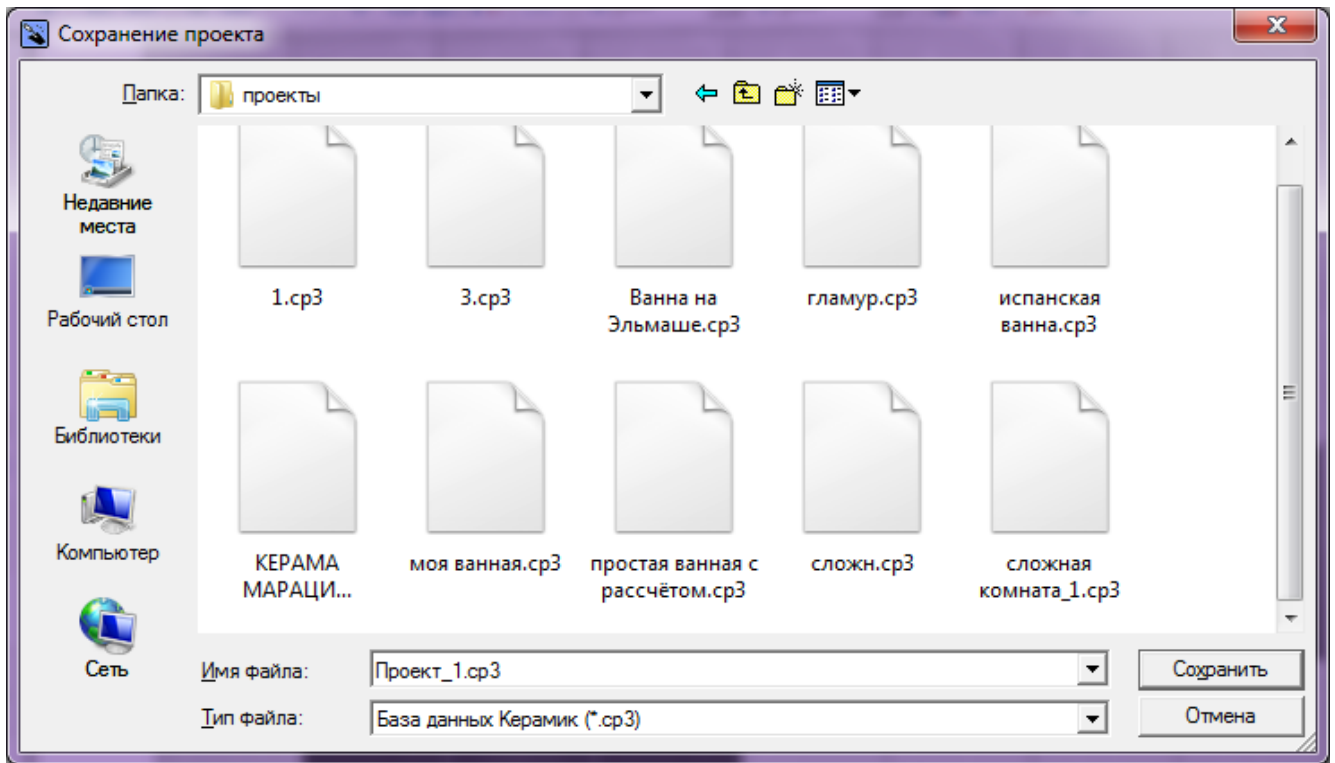 Сохранение проекта
Папка:
проекты
Недавние
места
Рабочий стол
Библиотеки
Компьютер
Сеть
1.cp3
3.cp3
Ванна на
Эльмаше.cp3
гламур.cp3
испанская
ванна.cp3
КЕРАМА
МАРАЦИ...
моя ванная.cp3
простая ванная с
рассчётом.cp3
сложн.cp3
сложная
комната_1.cp3
Имя файла:
Проект_1.cp3
Сохранить
Тип файла:
База данных Керамик (*.cp3)
Отмена